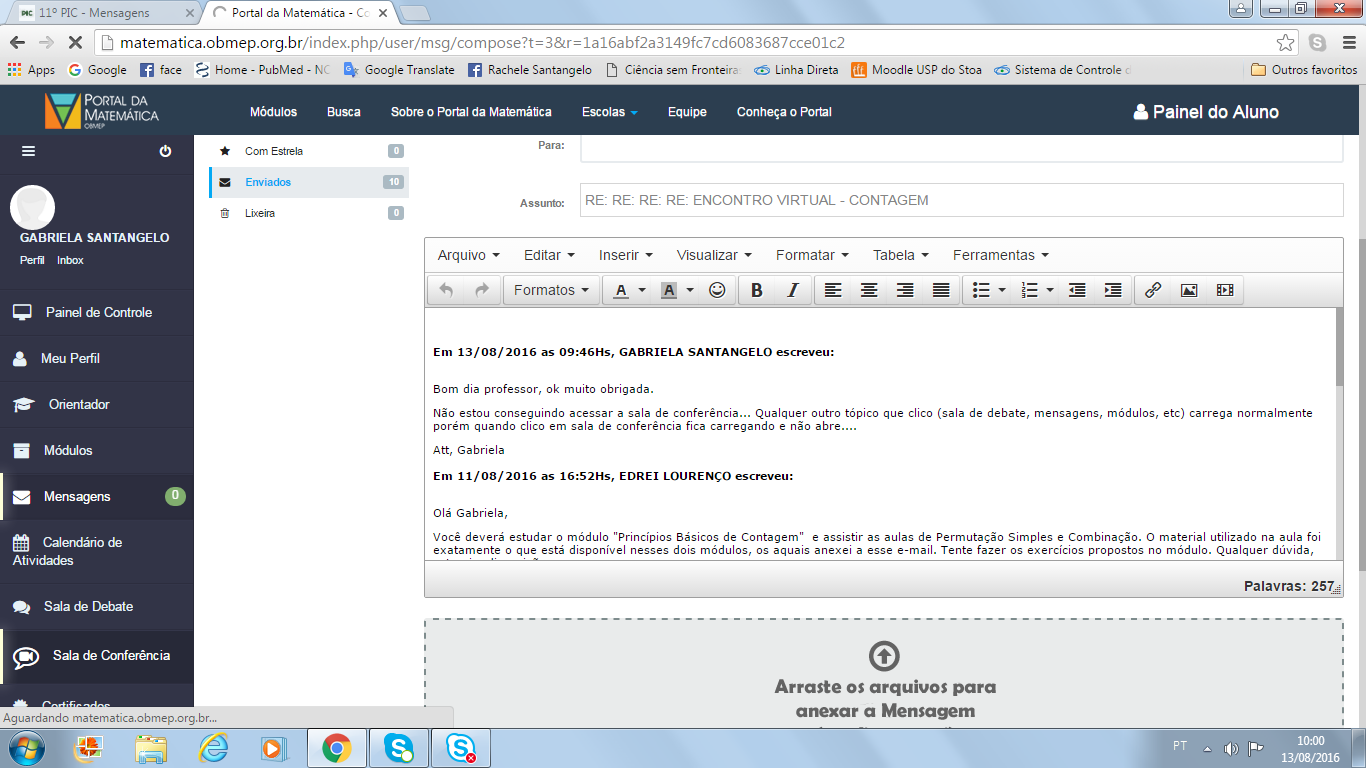 PIC 11º PIC - Mensagens
Portal da Matemática - Co
matematica.obmep.org.br/index.php/user/msg/compose?t=3&r=1a16abf2a3149fc7cd6083687cce01c2
Apps Google face Home - PubMed - NC Google Translate Rachele Santangelo Ciência sem Fronteira Linha Direta Moodle USP do Stoa Sistema de Controle d Outros favoritos
PORTAL DA MATEMÁTICA OBMEP
Módulos Busca Sobre o Portal da Matemática Escolas Equipe Conheça o Portal Painel do Aluno
GABRIELA SANTANGELO
Perfil Inbox
Painel de Controle
Meu Perfil
Orientador
Módulos
Mensagens 0
Calendário de
Atividades
Sala de Debate
Sala de Conferência
Certificados
Aguardando matematica.obmep.org.br...
Com Estrela 0
Enviados 10
Lixeira 0
Para:
Assunto: RE: RE: RE: RE: ENCONTRO VIRTUAL - CONTAGEM
Arquivo Editar Inserir Visualizar Formatar Tabela Ferramentas
Formatos A A B I
Em 13/08/2016 as 09:46Hs, GABRIELA SANTANGELO escreveu:
Bom dia professor, ok muito obrigada.
Não estou conseguindo acessar a sala de conferência... Qualquer outro tópico que clico (sala de debate, mensagens, módulos, etc) carrega normalmente
porém quando clico em sala de conferência fica carregando e não abre....
Att, Gabriela
Em 11/08/2016 as 16:52Hs, EDREI LOURENÇO escreveu:
Olá Gabriela,
Você deverá estudar o módulo "Princípios Básicos de Contagem" e assistir as aulas de Permutação Simples e Combinação. O material utilizado na aula foi
exatamente o que está disponível nesses dois módulos, os aquais anexei a esse e-mail. Tente fazer os exercícios propostos no módulo. Qualquer dúvida,
Palavras: 257
Arraste os arquivos para
anexar a Mensagem
PT 10:00
13/08/2016